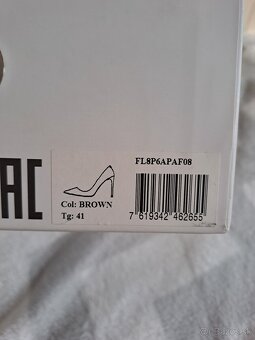 FL8P6APAF08
Col: BROWN
Tg: 41
7 619342 462655
AC